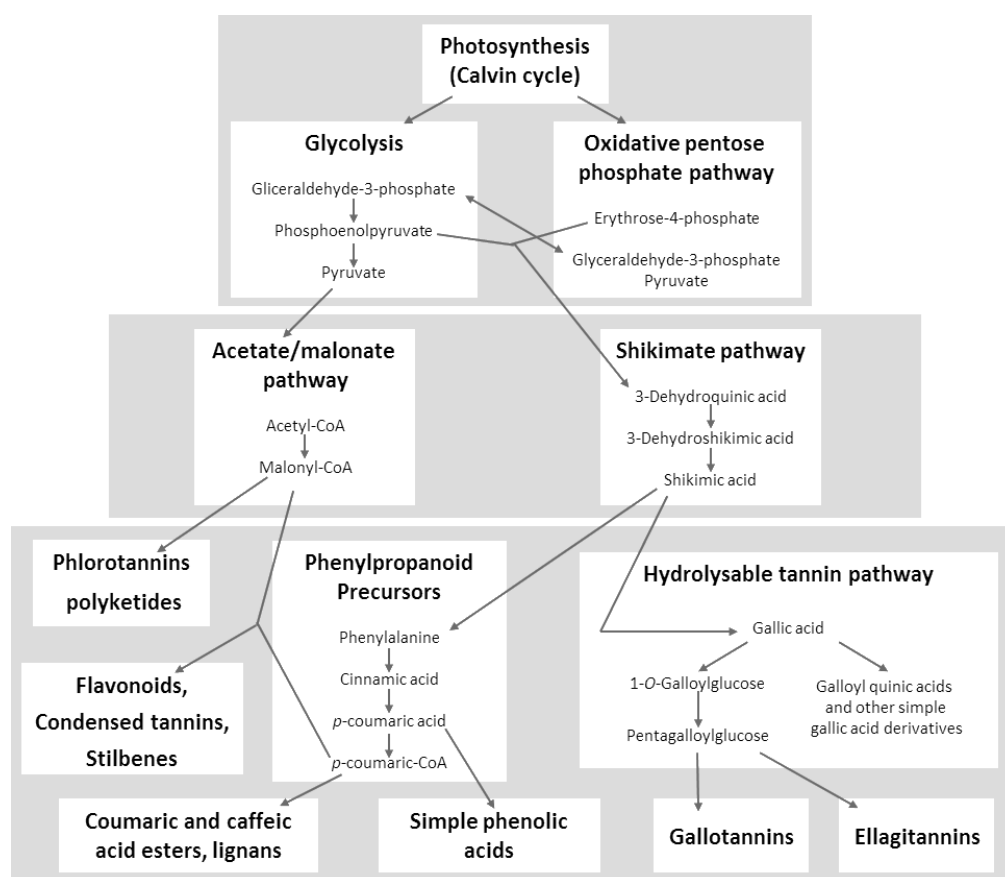 Photosynthesis
(Calvin cycle)
Glycolysis
Gliceraldehyde-3-phosphate
Phosphoenolpyruvate
Pyruvate
Oxidative pentose
phosphate pathway
Erythrose-4-phosphate
Glyceraldehyde-3-phosphate
Pyruvate
Acetate/malonate
pathway
Acetyl-CoA
Malonyl-CoA
Shikimate pathway
3-Dehydroquinic acid
3-Dehydroshikimic acid
Shikimic acid
Phlorotannins
polyketides
Flavonoids,
Condensed tannins,
Stilbenes
Phenylpropanoid
Precursors
Phenylalanine
Cinnamic acid
p-coumaric acid
p-coumaric-CoA
Hydrolysable tannin pathway
Gallic acid
1-O-Galloylglucose
Pentagalloylglucose
Galloyl quinic acids
and other simple
gallic acid derivatives
Coumaric and caffeic
acid esters, lignans
Simple phenolic
acids
Gallotannins
Ellagitannins